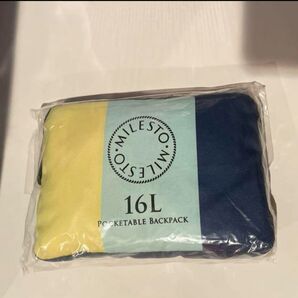 MILESTO · MILESTO ·
16L
POCKETABLE BACKPACK